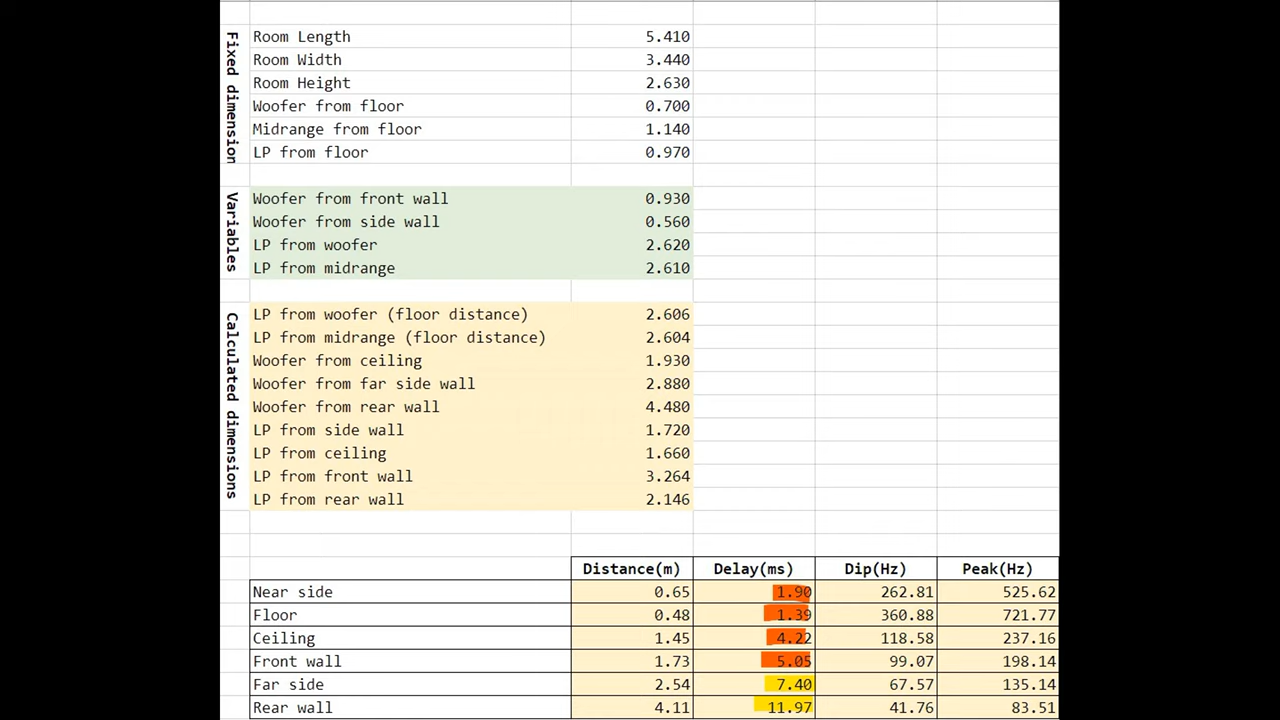 Fixed dimension
Room Length 5.410
Room Width 3.440
Room Height 2.630
Woofer from floor 0.700
Midrange from floor 1.140
LP from floor 0.970
Variables
Woofer from front wall 0.930
Woofer from side wall 0.560
LP from woofer 2.620
LP from midrange 2.610
Calculated dimensions
LP from woofer (floor distance) 2.606
LP from midrange (floor distance) 2.604
Woofer from ceiling 1.930
Woofer from far side wall 2.880
Woofer from rear wall 4.480
LP from side wall 1.720
LP from ceiling 1.660
LP from front wall 3.264
LP from rear wall 2.146
Distance(m) Delay(ms) Dip(Hz) Peak(Hz)
Near side 0.65 1.90 262.81 525.62
Floor 0.48 1.39 360.88 721.77
Ceiling 1.45 4.22 118.58 237.16
Front wall 1.73 5.05 99.07 198.14
Far side 2.54 7.40 67.57 135.14
Rear wall 4.11 11.97 41.76 83.51